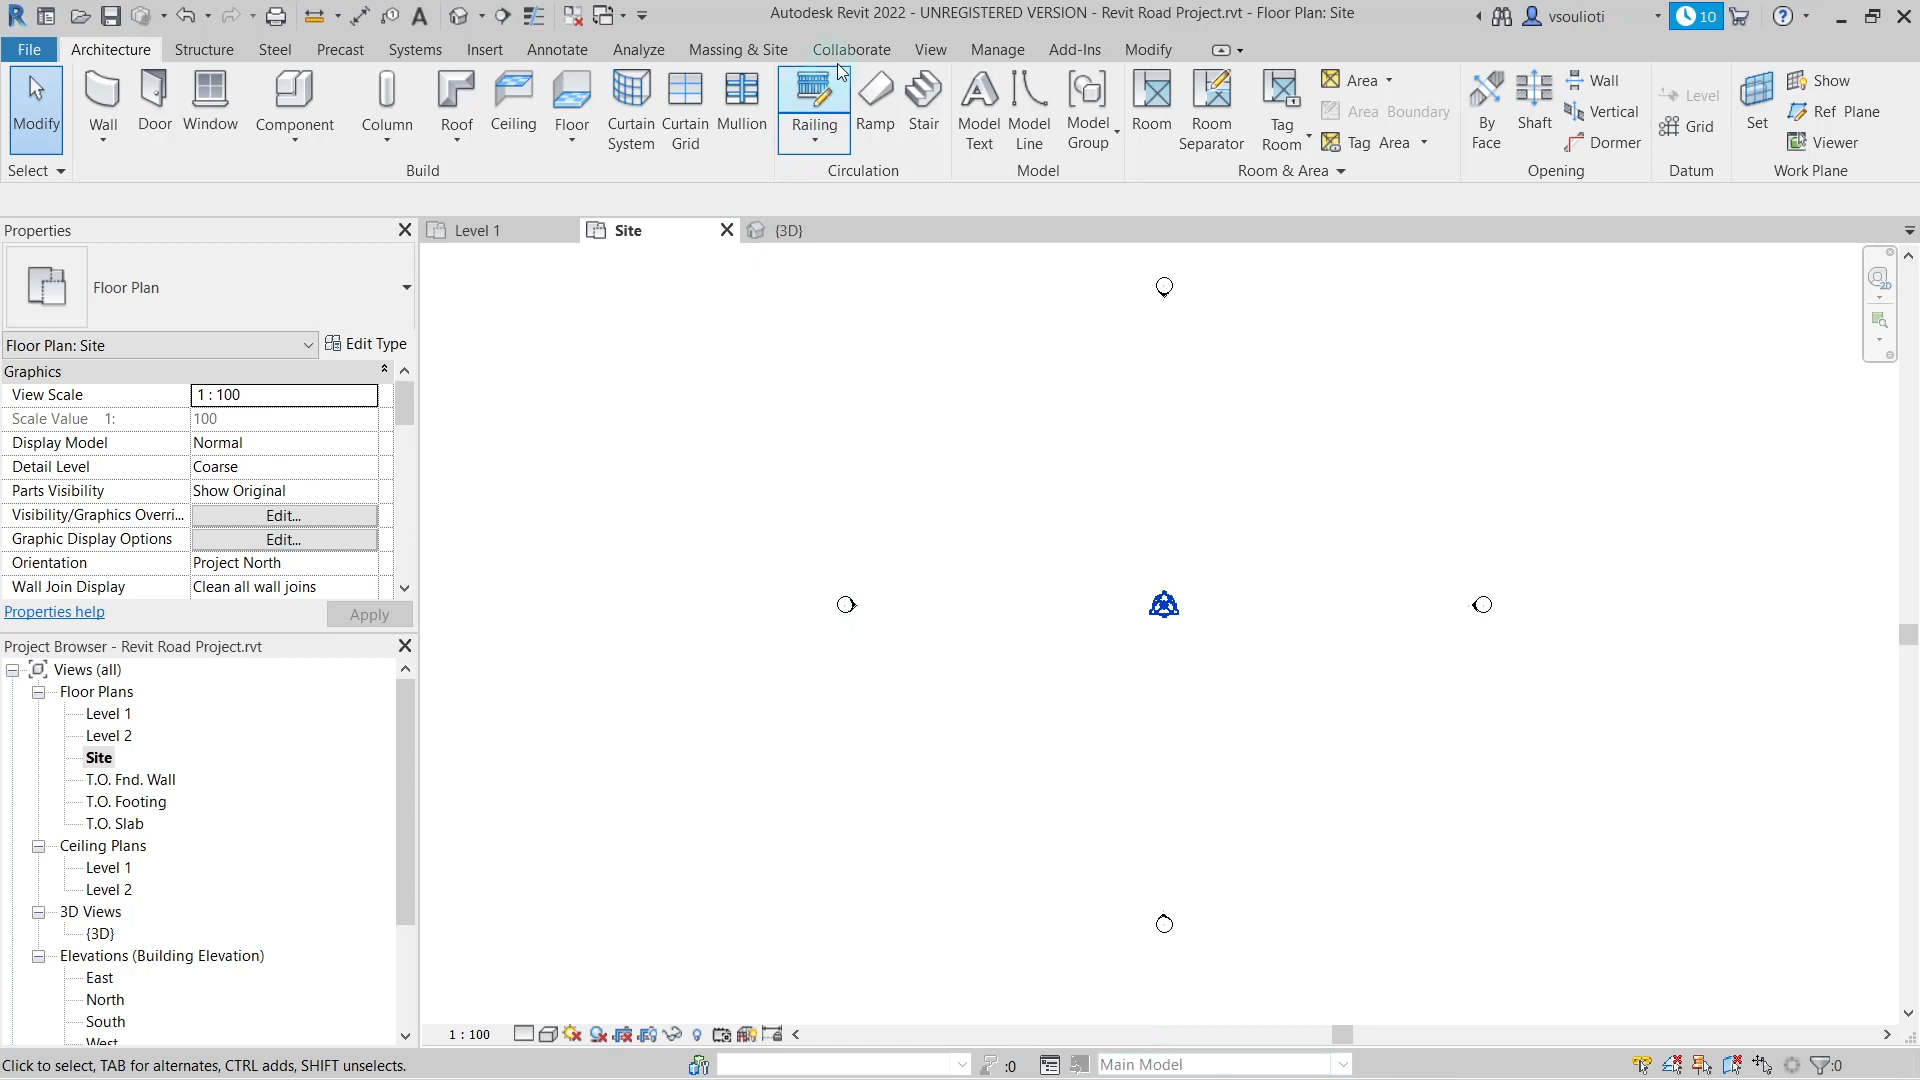 Autodesk Revit 2022 - UNREGISTERED VERSION - Revit Road Project.rvt - Floor Plan: Site
vsoulioti
10
File Architecture Structure Steel Precast Systems Insert Annotate Analyze Massing & Site Collaborate View Manage Add-Ins Modify
Modify
Wall
Door
Window
Component
Column
Roof
Ceiling
Floor
Curtain System
Curtain Grid
Mullion
Railing
Ramp
Stair
Model Text
Model Line
Model Group
Room
Room Separator
Tag Room
Area
Area Boundary
Tag Area
By Face
Shaft
Wall
Vertical
Dormer
Level
Grid
Set
Show
Ref Plane
Viewer
Select
Build
Circulation
Model
Room & Area
Opening
Datum
Work Plane
Properties
Level 1
Site
{3D}
Floor Plan
Floor Plan: Site
Edit Type
Graphics
View Scale 1 : 100
Scale Value 1: 100
Display Model Normal
Detail Level Coarse
Parts Visibility Show Original
Visibility/Graphics Overri... Edit...
Graphic Display Options Edit...
Orientation Project North
Wall Join Display Clean all wall joins
Properties help
Apply
2D
Project Browser - Revit Road Project.rvt
Views (all)
Floor Plans
Level 1
Level 2
Site
T.O. Fnd. Wall
T.O. Footing
T.O. Slab
Ceiling Plans
Level 1
Level 2
3D Views
{3D}
Elevations (Building Elevation)
East
North
South
West
1 : 100
Click to select, TAB for alternates, CTRL adds, SHIFT unselects.
:0
Main Model
:0